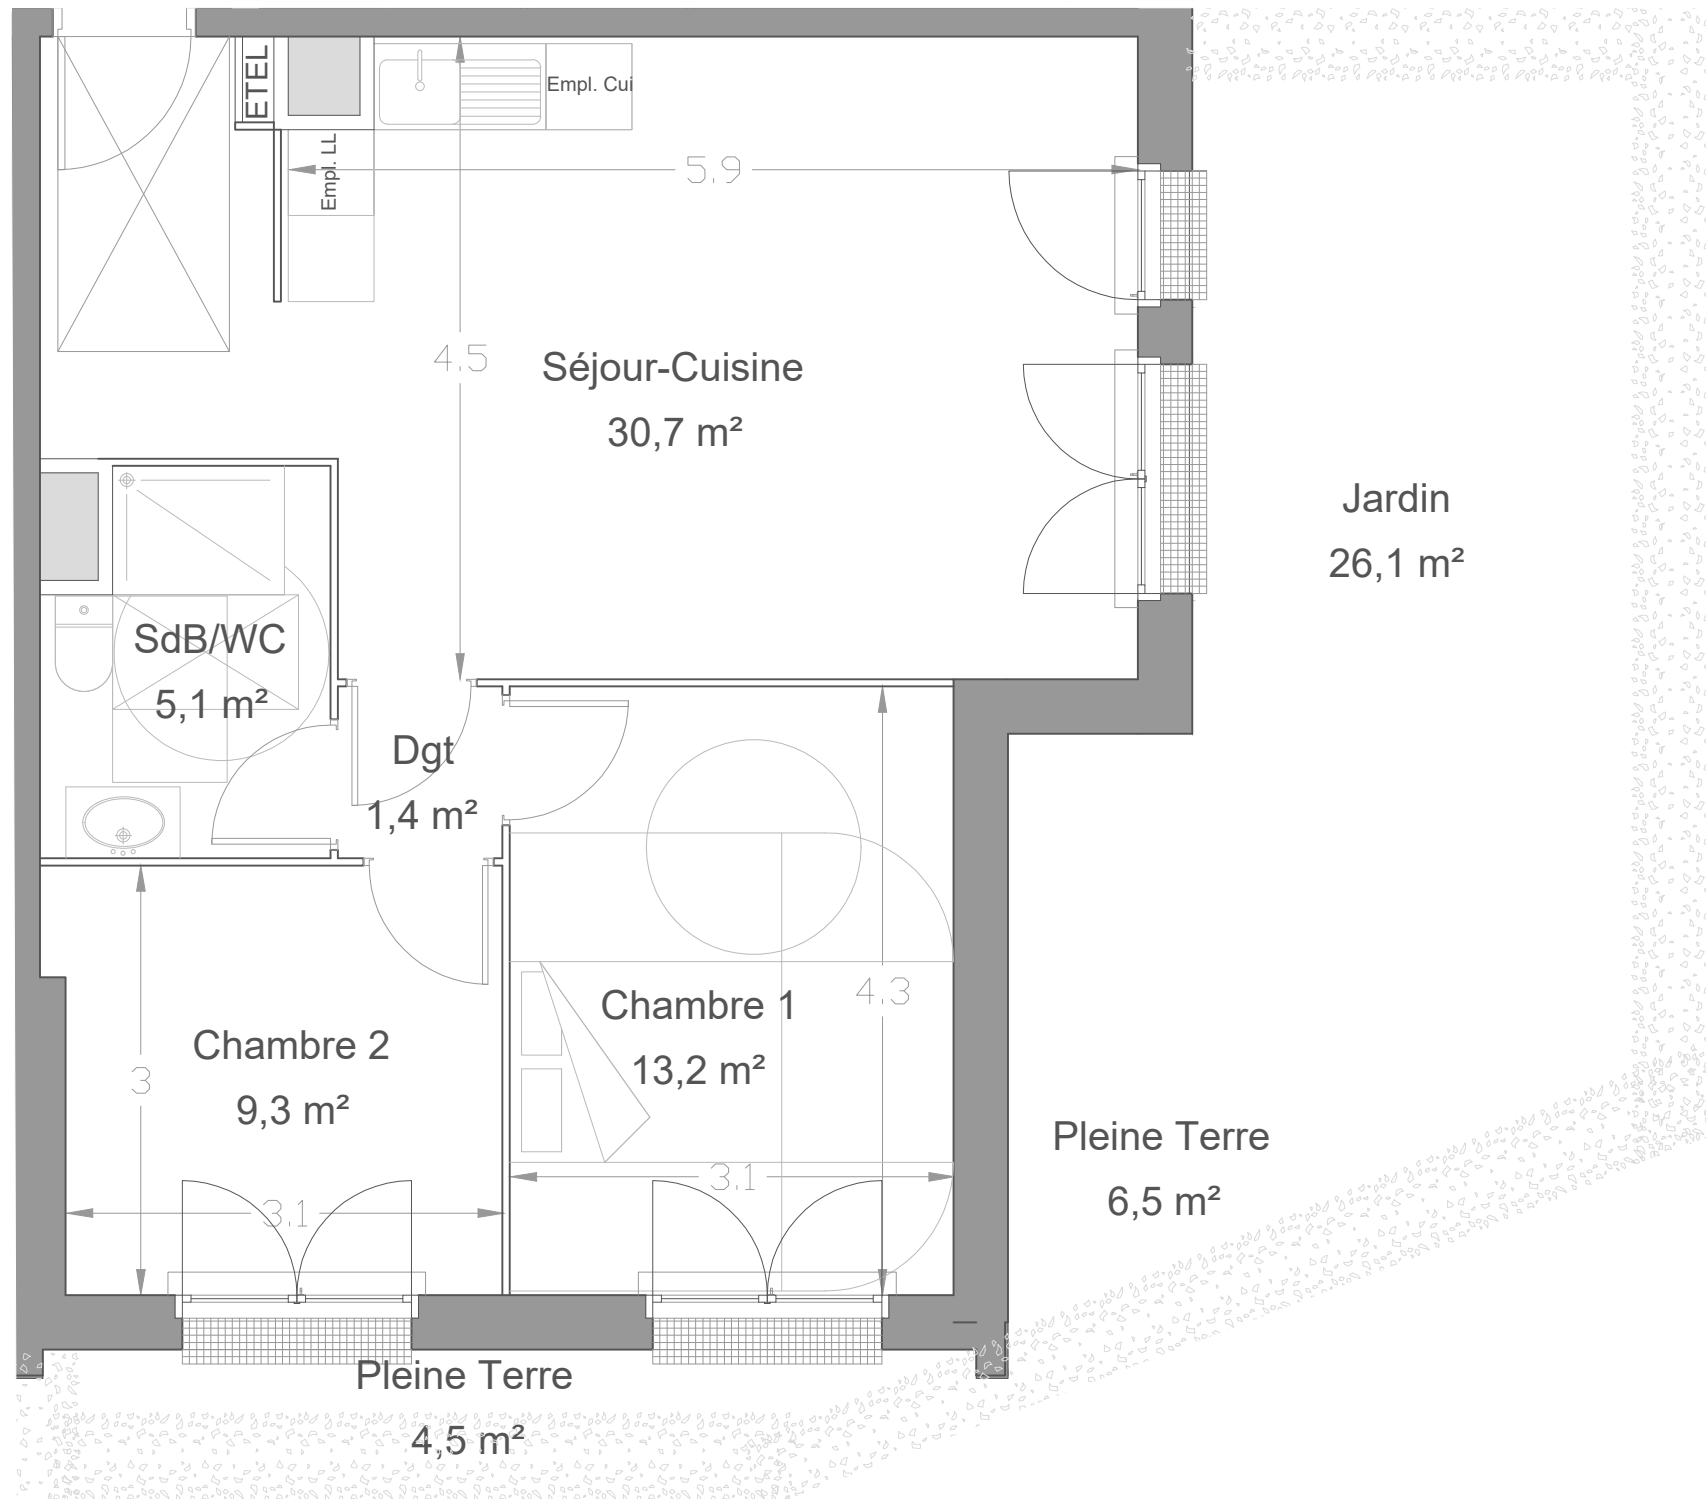 ETEL
Empl. Cui
Empl. LL
5.9
4.5
Séjour-Cuisine
30,7 m²
Jardin
26,1 m²
SdB/WC
5,1 m²
Dgt
1,4 m²
4.3
Chambre 1
13,2 m²
Chambre 2
9,3 m²
3
3.1
3.1
Pleine Terre
6,5 m²
Pleine Terre
4,5 m²